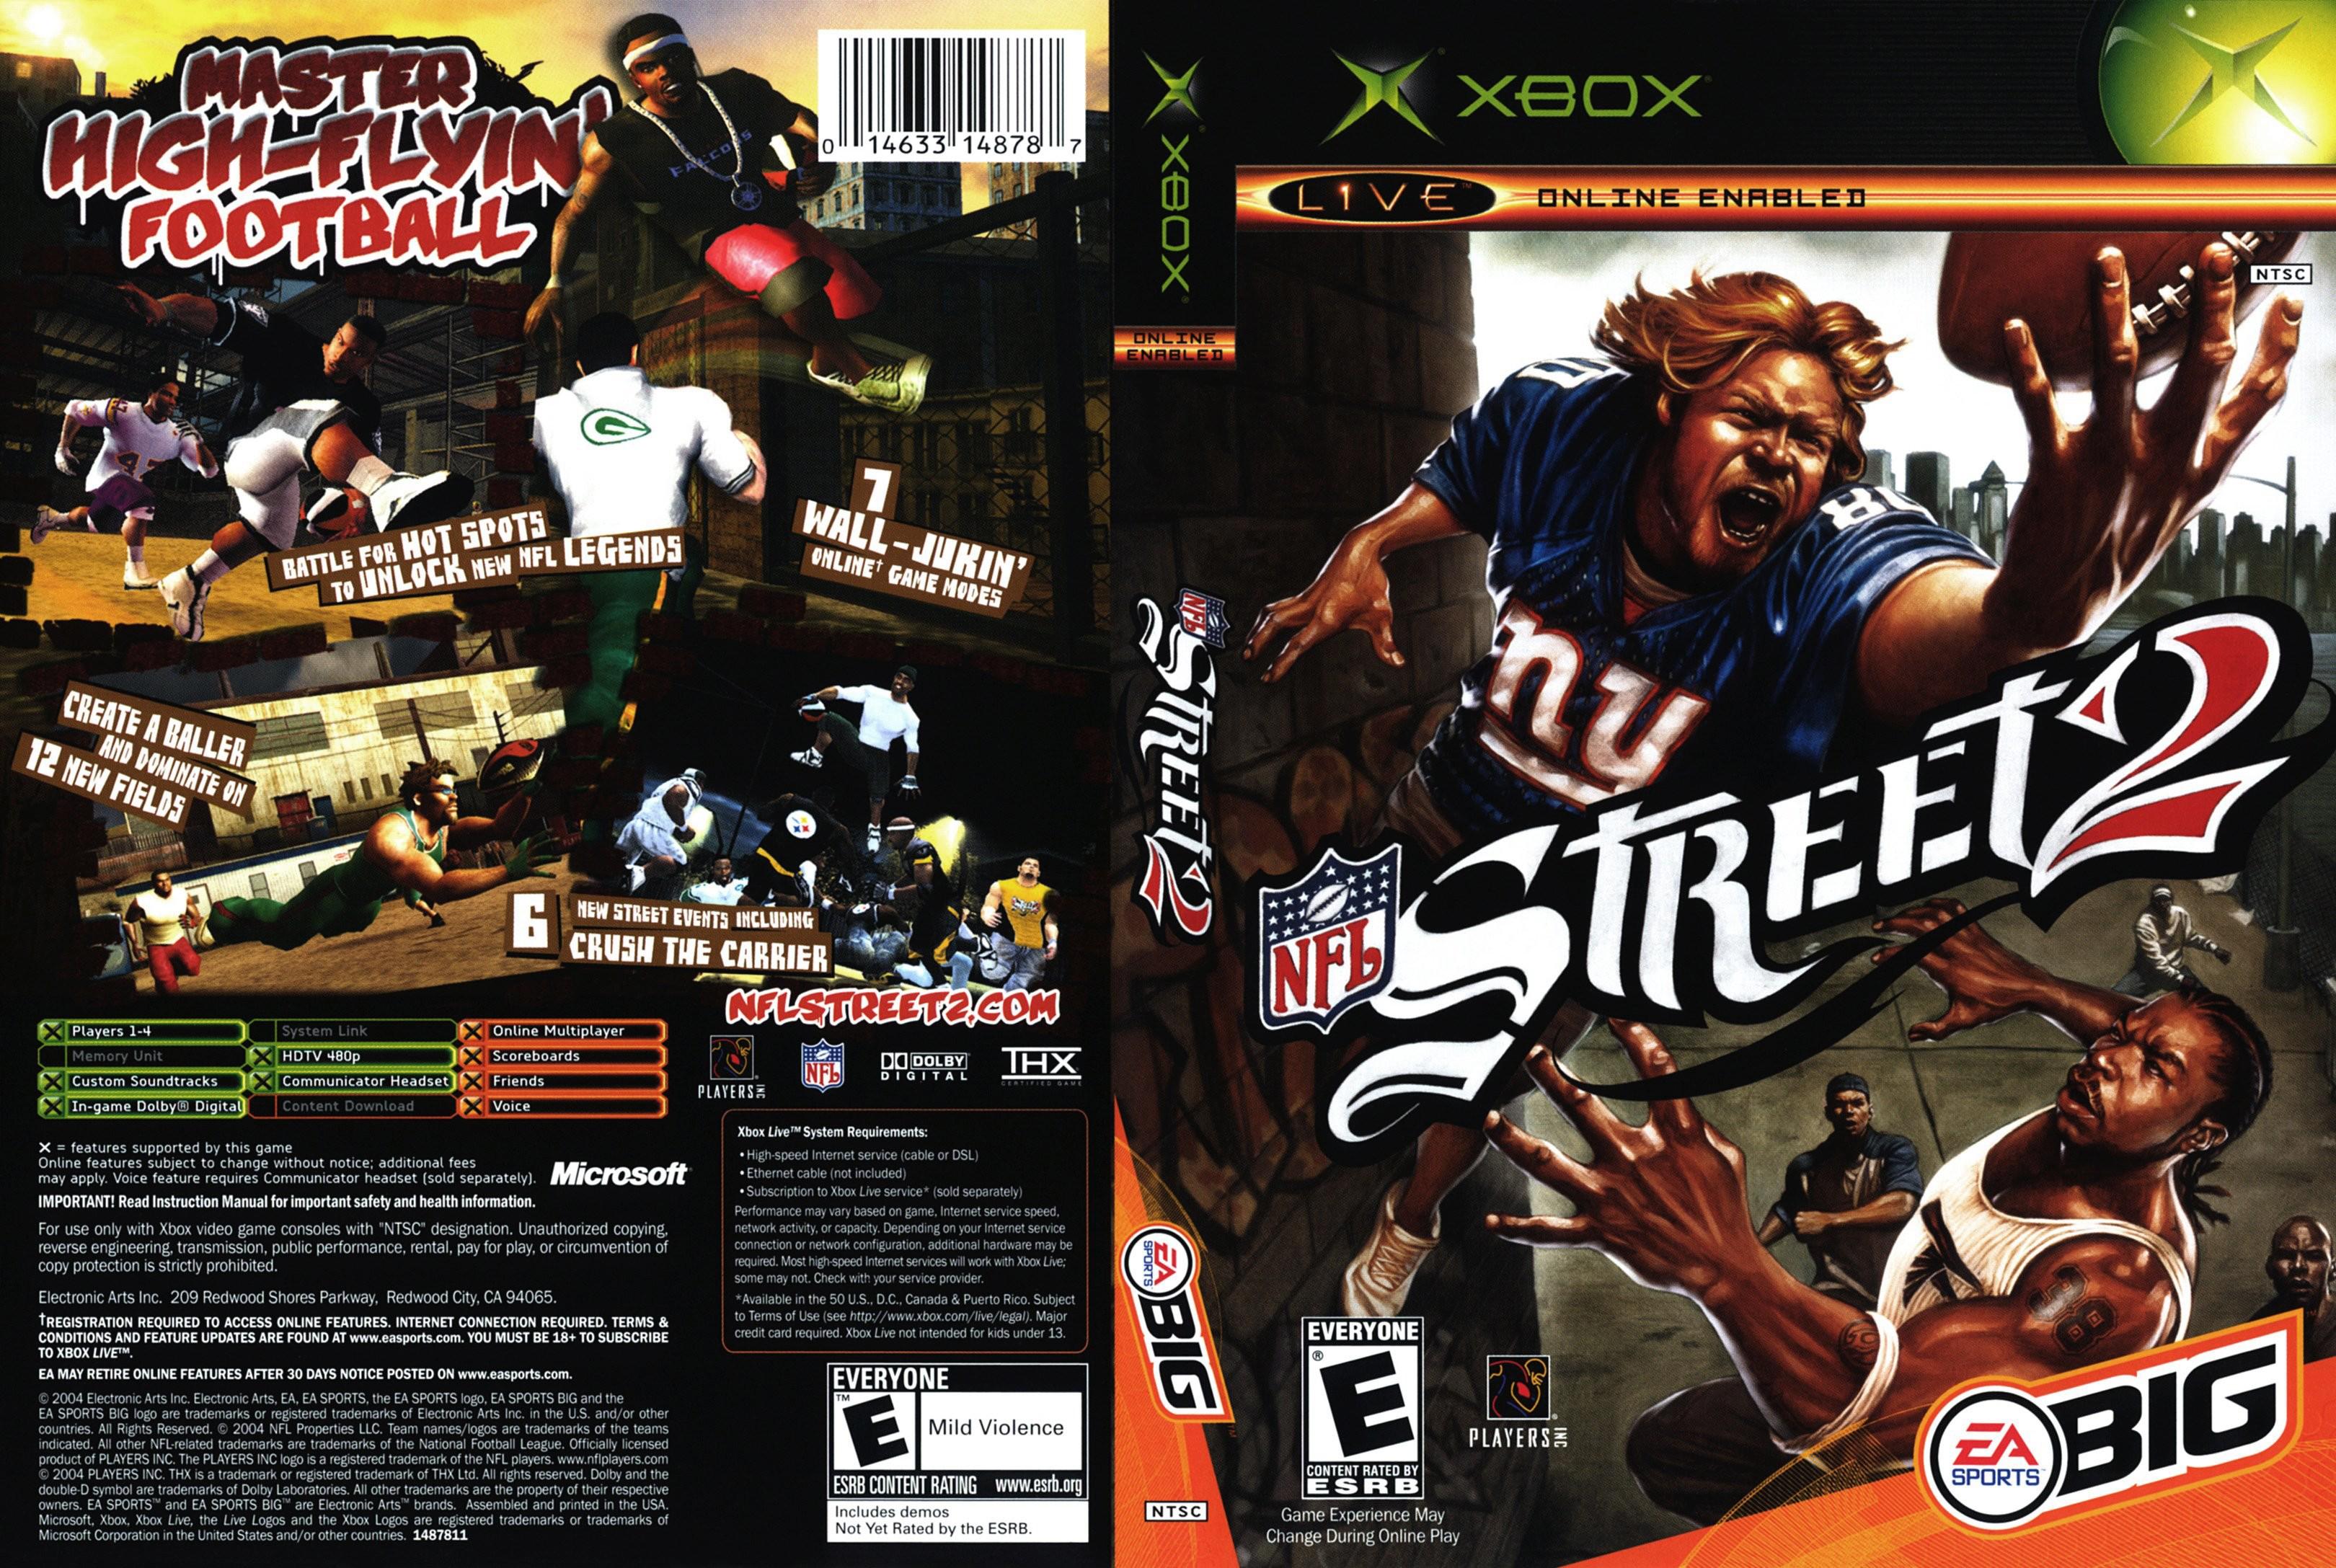 MASTER
HIGH-FLYIN'
FOOTBALL
FALCONS
0 14633 14878 7
47
G
BATTLE FOR HOT SPOTS
TO UNLOCK NEW NFL LEGENDS
7
WALL-JUKIN'
ONLINE† GAME MODES
CREATE A BALLER
AND DOMINATE ON
12 NEW FIELDS
6
NEW STREET EVENTS INCLUDING
CRUSH THE CARRIER
NFLSTREET2.COM
Players 1-4
Memory Unit
Custom Soundtracks
In-game Dolby® Digital
System Link
HDTV 480p
Communicator Headset
Content Download
Online Multiplayer
Scoreboards
Friends
Voice
PLAYERS INC
NFL
DOLBY
DIGITAL
THX
CERTIFIED GAME
X = features supported by this game
Online features subject to change without notice; additional fees
may apply. Voice feature requires Communicator headset (sold separately).
Microsoft
IMPORTANT! Read Instruction Manual for important safety and health information.
For use only with Xbox video game consoles with "NTSC" designation. Unauthorized copying,
reverse engineering, transmission, public performance, rental, pay for play, or circumvention of
copy protection is strictly prohibited.
Electronic Arts Inc. 209 Redwood Shores Parkway, Redwood City, CA 94065.
†REGISTRATION REQUIRED TO ACCESS ONLINE FEATURES. INTERNET CONNECTION REQUIRED. TERMS &
CONDITIONS AND FEATURE UPDATES ARE FOUND AT www.easports.com. YOU MUST BE 18+ TO SUBSCRIBE
TO XBOX LIVE™.
EA MAY RETIRE ONLINE FEATURES AFTER 30 DAYS NOTICE POSTED ON www.easports.com.
© 2004 Electronic Arts Inc. Electronic Arts, EA, EA SPORTS, the EA SPORTS logo, EA SPORTS BIG and the
EA SPORTS BIG logo are trademarks or registered trademarks of Electronic Arts Inc. in the U.S. and/or other
countries. All Rights Reserved. © 2004 NFL Properties LLC. Team names/logos are trademarks of the teams
indicated. All other NFL-related trademarks are trademarks of the National Football League. Officially licensed
product of PLAYERS INC. The PLAYERS INC logo is a registered trademark of the NFL players. www.nflplayers.com
© 2004 PLAYERS INC. THX is a trademark or registered trademark of THX Ltd. All rights reserved. Dolby and the
double-D symbol are trademarks of Dolby Laboratories. All other trademarks are the property of their respective
owners. EA SPORTS™ and EA SPORTS BIG™ are Electronic Arts™ brands. Assembled and printed in the USA.
Microsoft, Xbox, Xbox Live, the Live Logos and the Xbox Logos are registered trademarks or trademarks of
Microsoft Corporation in the United States and/or other countries. 1487811
Xbox Live™ System Requirements:
• High-speed Internet service (cable or DSL)
• Ethernet cable (not included)
• Subscription to Xbox Live service* (sold separately)
Performance may vary based on game, Internet service speed,
network activity, or capacity. Depending on your Internet service
connection or network configuration, additional hardware may be
required. Most high-speed Internet services will work with Xbox Live;
some may not. Check with your service provider.
*Available in the 50 U.S., D.C., Canada & Puerto Rico. Subject
to Terms of Use (see http://www.xbox.com/live/legal). Major
credit card required. Xbox Live not intended for kids under 13.
EVERYONE
E™
Mild Violence
ESRB CONTENT RATING www.esrb.org
Includes demos
Not Yet Rated by the ESRB.
XBOX
ONLINE
ENABLED
NFL
STREET 2
EA
SPORTS
BIG™
NTSC
XBOX
LIVE™ ONLINE ENABLED
NTSC
80
ny
NFL
STREET 2
38
EVERYONE
E®
CONTENT RATED BY
ESRB
Game Experience May
Change During Online Play
PLAYERS INC
EA
SPORTS™
BIG